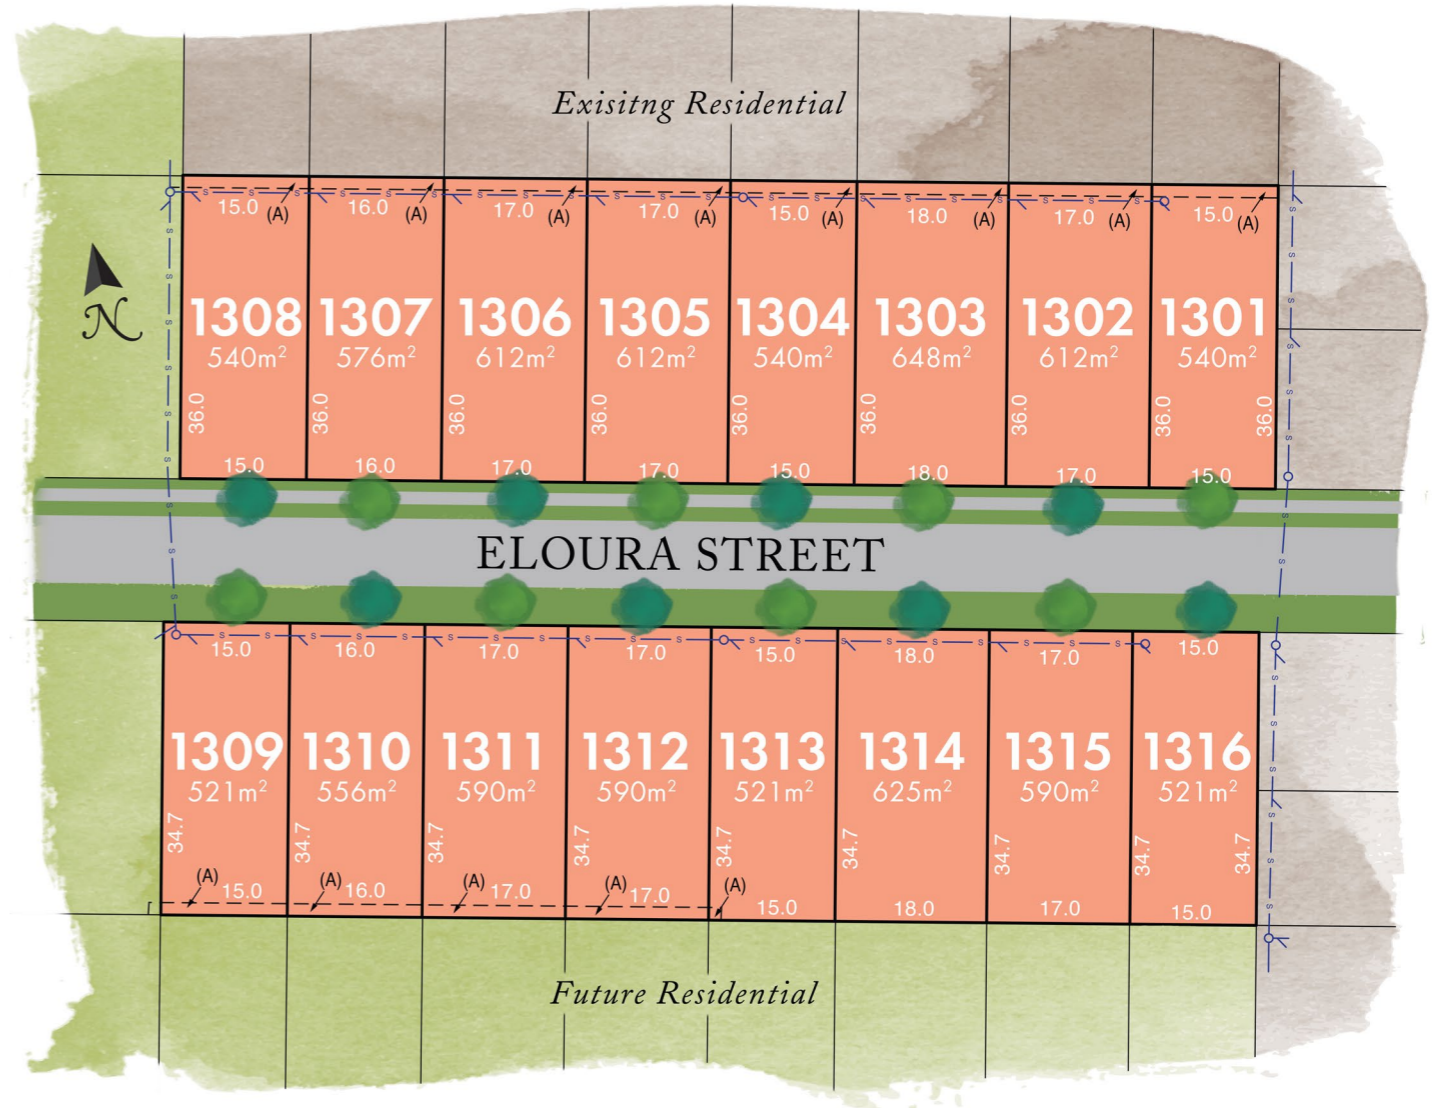 Exisitng Residential
15.0 (A) 16.0 (A) 17.0 (A) 17.0 (A) 15.0 (A) 18.0 (A) 17.0 (A) 15.0 (A)
N
1308 1307 1306 1305 1304 1303 1302 1301
540m² 576m² 612m² 612m² 540m² 648m² 612m² 540m²
36.0 36.0 36.0 36.0 36.0 36.0 36.0 36.0 36.0
15.0 16.0 17.0 17.0 15.0 18.0 17.0 15.0
ELOURA STREET
15.0 16.0 17.0 17.0 15.0 18.0 17.0 15.0
1309 1310 1311 1312 1313 1314 1315 1316
521m² 556m² 590m² 590m² 521m² 625m² 590m² 521m²
34.7 34.7 34.7 34.7 34.7 34.7 34.7 34.7 34.7
(A) 15.0 (A) 16.0 (A) 17.0 (A) 17.0 (A) 15.0 18.0 17.0 15.0
Future Residential